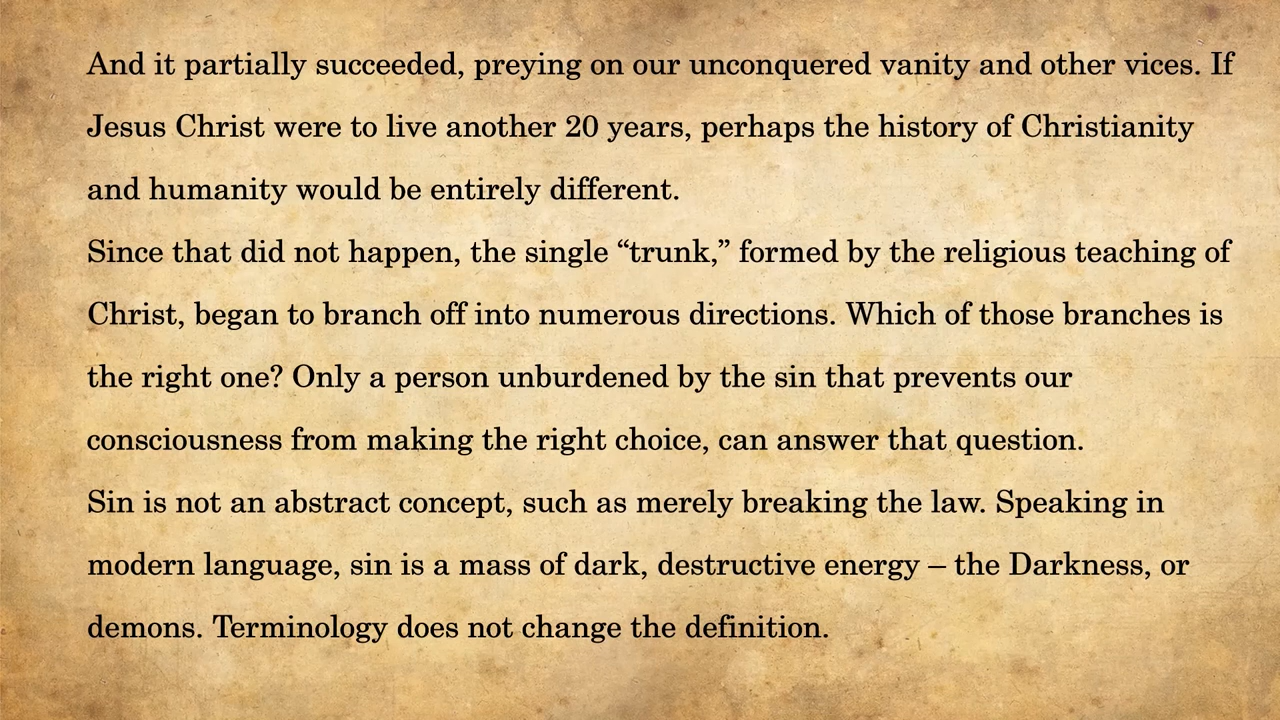 And it partially succeeded, preying on our unconquered vanity and other vices. If
Jesus Christ were to live another 20 years, perhaps the history of Christianity
and humanity would be entirely different.
Since that did not happen, the single “trunk,” formed by the religious teaching of
Christ, began to branch off into numerous directions. Which of those branches is
the right one? Only a person unburdened by the sin that prevents our
consciousness from making the right choice, can answer that question.
Sin is not an abstract concept, such as merely breaking the law. Speaking in
modern language, sin is a mass of dark, destructive energy – the Darkness, or
demons. Terminology does not change the definition.